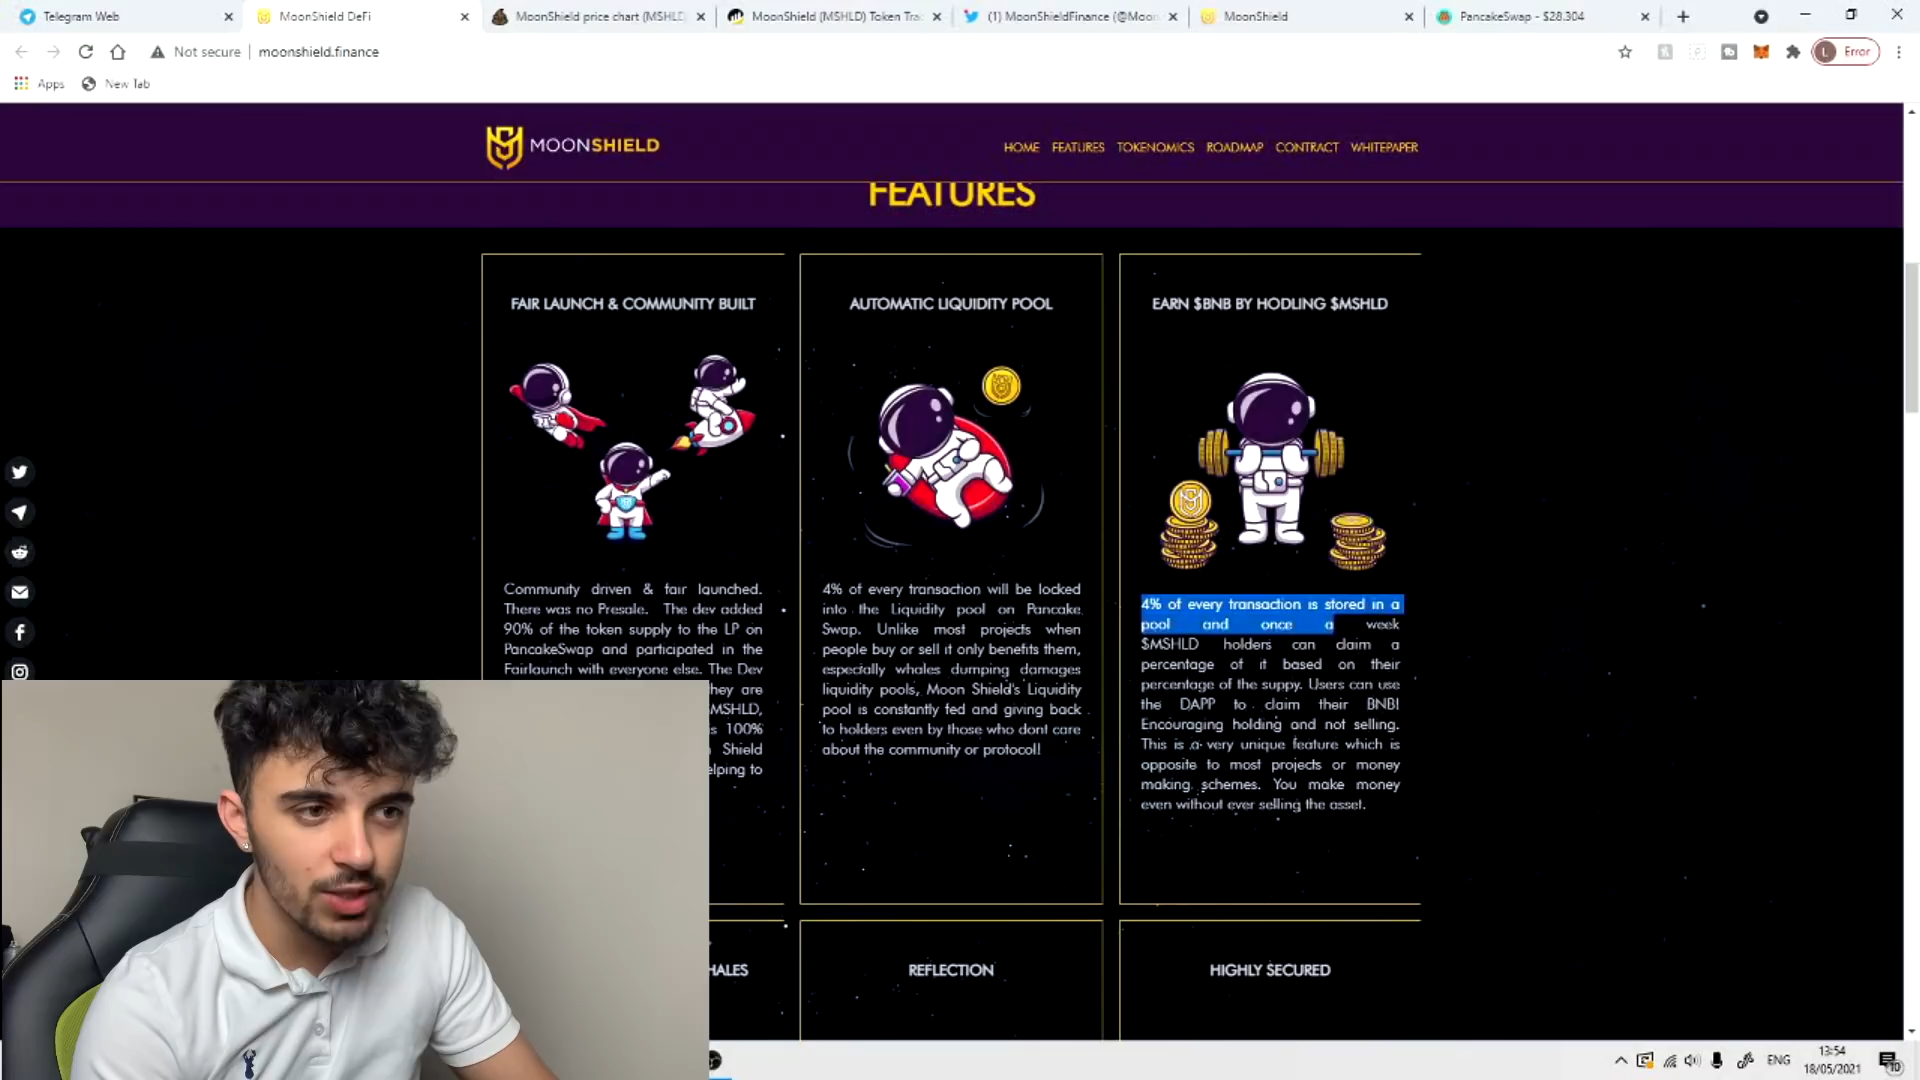 Telegram Web
MoonShield DeFi
MoonShield price chart (MSHLD
MoonShield (MSHLD) Token Tra
(1) MoonShieldFinance (@Moon
MoonShield
PancakeSwap - $28.304
Not secure
moonshield.finance
L
Error
Apps
New Tab
MOONSHIELD
HOME
FEATURES
TOKENOMICS
ROADMAP
CONTRACT
WHITEPAPER
FEATURES
FAIR LAUNCH & COMMUNITY BUILT
Community driven & fair launched.
There was no Presale. The dev added
90% of the token supply to the LP on
PancakeSwap and participated in the
Fairlaunch with everyone else. The Dev
hey are
MSHLD,
s 100%
Shield
elping to
AUTOMATIC LIQUIDITY POOL
4% of every transaction will be locked
into the Liquidity pool on Pancake
Swap. Unlike most projects when
people buy or sell it only benefits them,
especially whales dumping damages
liquidity pools, Moon Shield's Liquidity
pool is constantly fed and giving back
to holders even by those who dont care
about the community or protocol!
EARN $BNB BY HODLING $MSHLD
4% of every transaction is stored in a
pool and once a week
$MSHLD holders can claim a
percentage of it based on their
percentage of the suppy. Users can use
the DAPP to claim their BNB!
Encouraging holding and not selling.
This is a very unique feature which is
opposite to most projects or money
making schemes. You make money
even without ever selling the asset.
HALES
REFLECTION
HIGHLY SECURED
ENG
13:54
18/05/2021
10